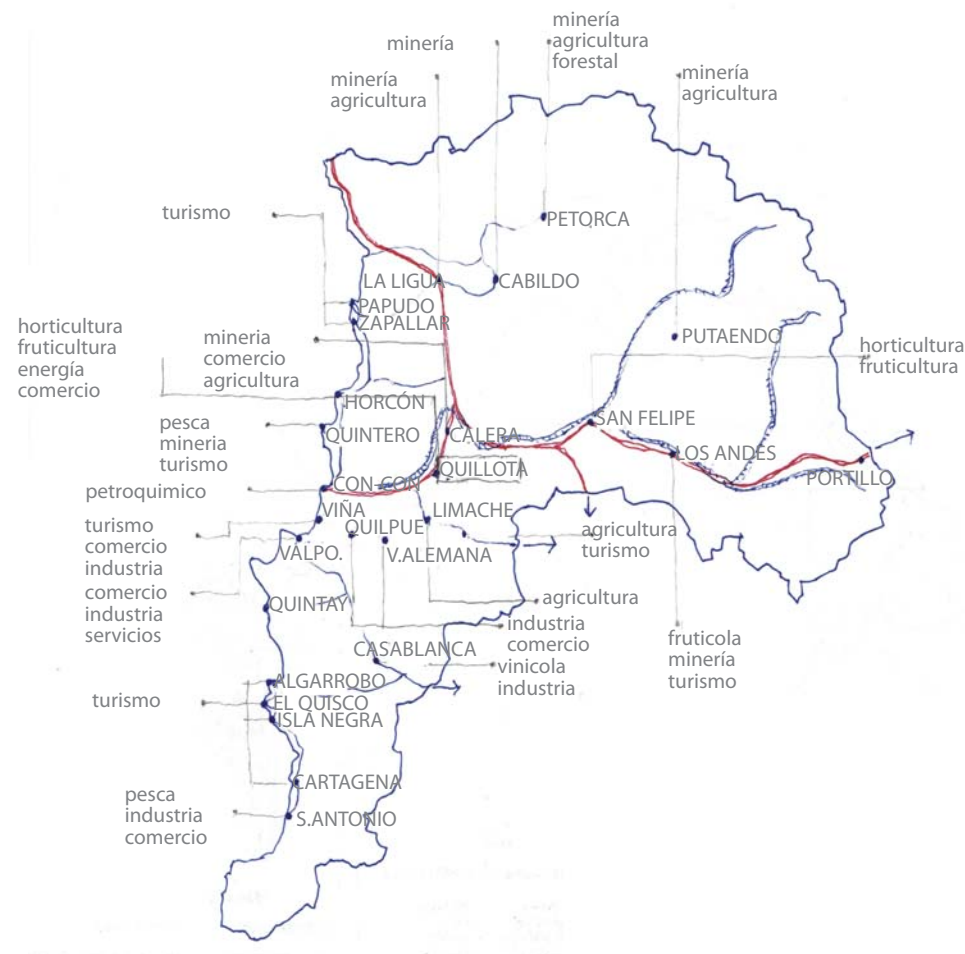 minería
agricultura
forestal
minería
minería
agricultura
minería
agricultura
turismo
PETORCA
LA LIGUA
CABILDO
PAPUDO
ZAPALLAR
horticultura
fruticultura
energía
comercio
mineria
comercio
agricultura
PUTAENDO
horticultura
fruticultura
HORCÓN
SAN FELIPE
pesca
mineria
turismo
QUINTERO
CALERA
LOS ANDES
QUILLOTA
PORTILLO
petroquimico
CON-CON
VIÑA
LIMACHE
turismo
comercio
industria
QUILPUE
agricultura
turismo
VALPO.
V.ALEMANA
comercio
industria
servicios
QUINTAY
agricultura
industria
comercio
CASABLANCA
vinicola
industria
fruticola
minería
turismo
ALGARROBO
turismo
EL QUISCO
ISLA NEGRA
CARTAGENA
pesca
industria
comercio
S.ANTONIO